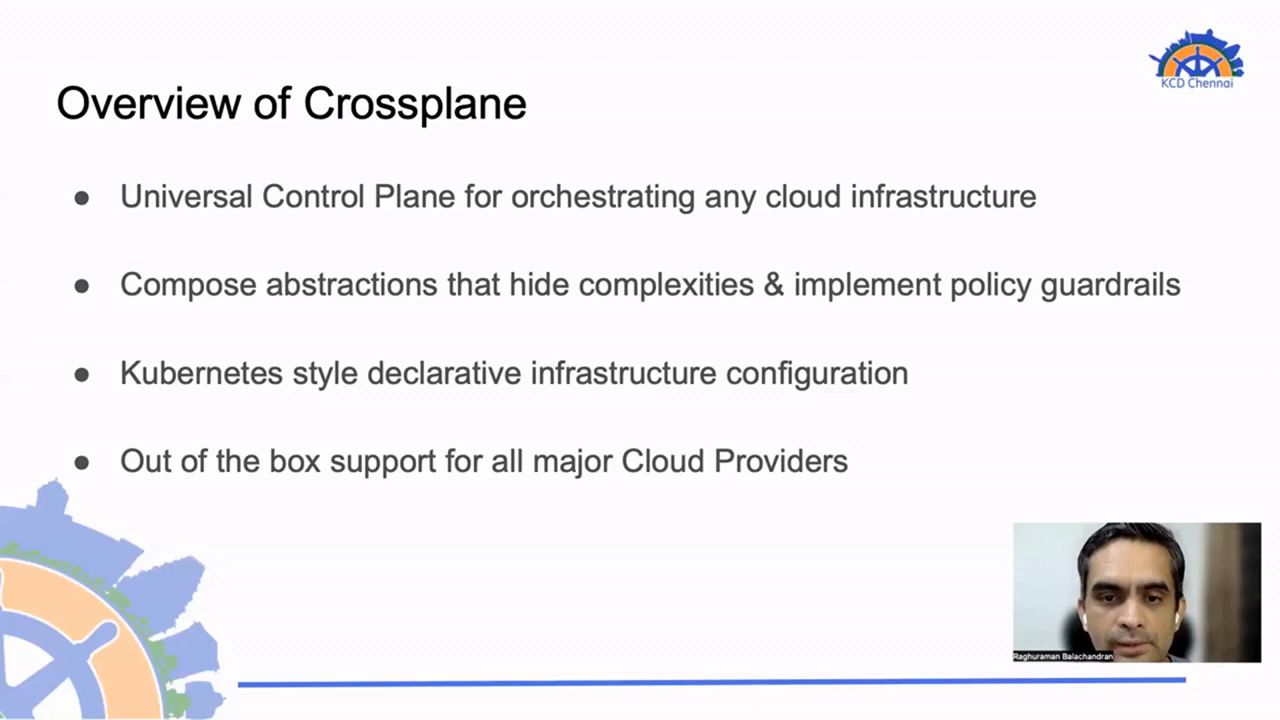 KCD Chennai
Overview of Crossplane
● Universal Control Plane for orchestrating any cloud infrastructure
● Compose abstractions that hide complexities & implement policy guardrails
● Kubernetes style declarative infrastructure configuration
● Out of the box support for all major Cloud Providers
Raghuraman Balachandran